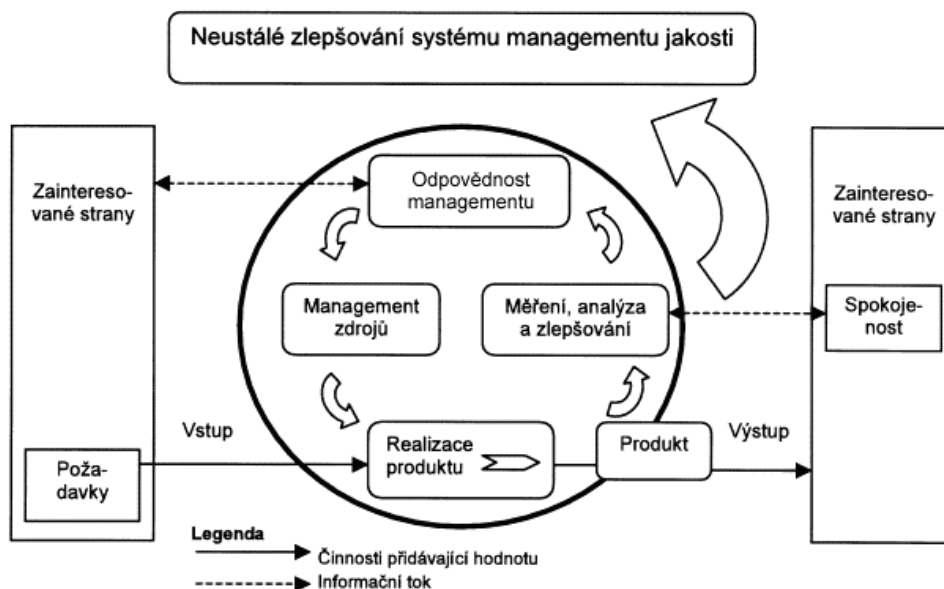 Neustálé zlepšování systému managementu jakosti
Zaintereso-
vané strany
Odpovědnost
managementu
Zaintereso-
vané strany
Management
zdrojů
Měření, analýza
a zlepšování
Spokoje-
nost
Vstup
Realizace
produktu
Produkt
Výstup
Poža-
davky
Legenda
Činnosti přidávající hodnotu
Informační tok